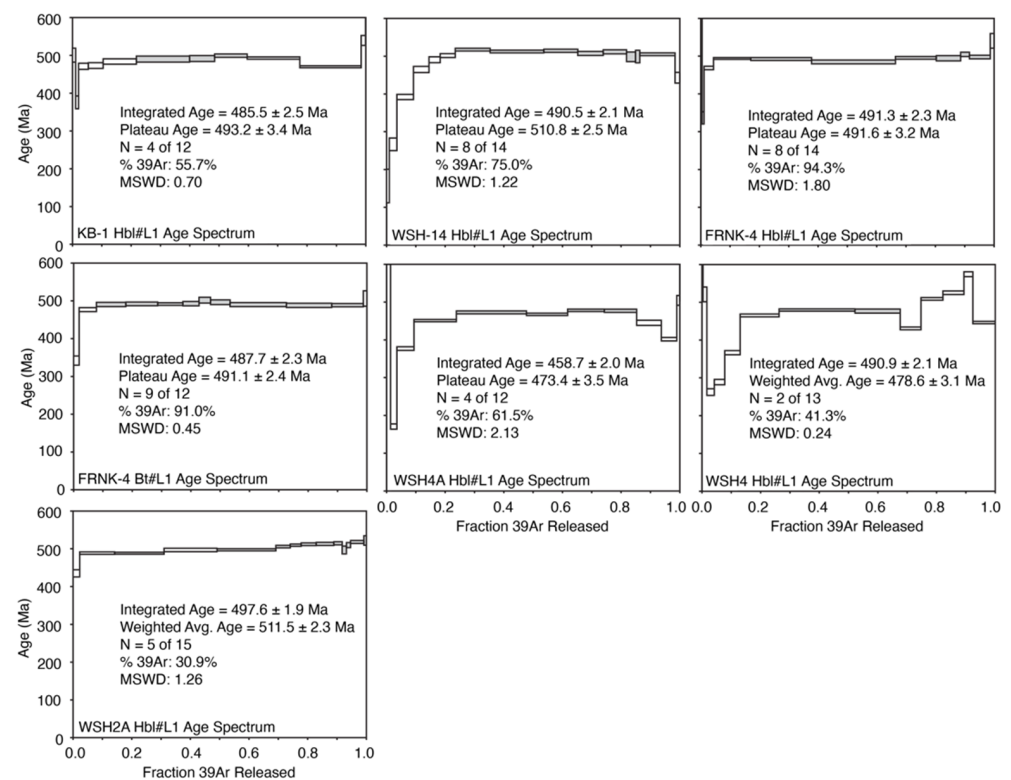 600
500
400
300
200
100
0
Age (Ma)
Integrated Age = 485.5 ± 2.5 Ma
Plateau Age = 493.2 ± 3.4 Ma
N = 4 of 12
% 39Ar: 55.7%
MSWD: 0.70
KB-1 Hbl#L1 Age Spectrum
Integrated Age = 490.5 ± 2.1 Ma
Plateau Age = 510.8 ± 2.5 Ma
N = 8 of 14
% 39Ar: 75.0%
MSWD: 1.22
WSH-14 Hbl#L1 Age Spectrum
Integrated Age = 491.3 ± 2.3 Ma
Plateau Age = 491.6 ± 3.2 Ma
N = 8 of 14
% 39Ar: 94.3%
MSWD: 1.80
FRNK-4 Hbl#L1 Age Spectrum
600
500
400
300
200
100
0
Age (Ma)
Integrated Age = 487.7 ± 2.3 Ma
Plateau Age = 491.1 ± 2.4 Ma
N = 9 of 12
% 39Ar: 91.0%
MSWD: 0.45
FRNK-4 Bt#L1 Age Spectrum
Integrated Age = 458.7 ± 2.0 Ma
Plateau Age = 473.4 ± 3.5 Ma
N = 4 of 12
% 39Ar: 61.5%
MSWD: 2.13
WSH4A Hbl#L1 Age Spectrum
0.0 0.2 0.4 0.6 0.8 1.0
Fraction 39Ar Released
Integrated Age = 490.9 ± 2.1 Ma
Weighted Avg. Age = 478.6 ± 3.1 Ma
N = 2 of 13
% 39Ar: 41.3%
MSWD: 0.24
WSH4 Hbl#L1 Age Spectrum
0.0 0.2 0.4 0.6 0.8 1.0
Fraction 39Ar Released
600
500
400
300
200
100
0
Age (Ma)
Integrated Age = 497.6 ± 1.9 Ma
Weighted Avg. Age = 511.5 ± 2.3 Ma
N = 5 of 15
% 39Ar: 30.9%
MSWD: 1.26
WSH2A Hbl#L1 Age Spectrum
0.0 0.2 0.4 0.6 0.8 1.0
Fraction 39Ar Released